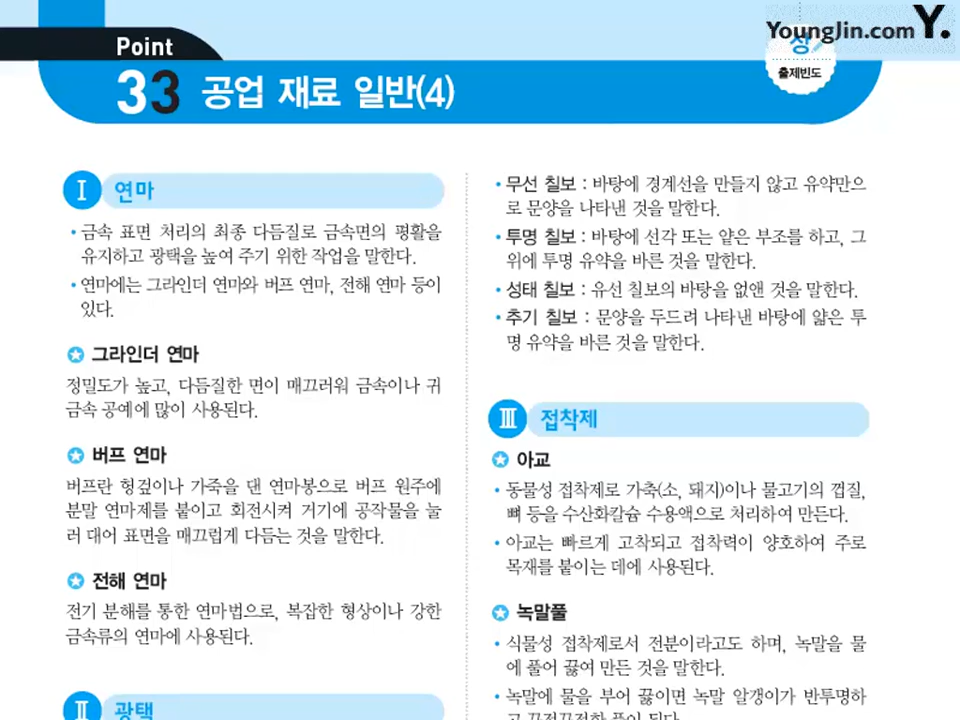 YoungJin.com Y.
Point
33 공업 재료 일반(4)
상
출제빈도
Ⅰ 연마
• 금속 표면 처리의 최종 다듬질로 금속면의 평활을
유지하고 광택을 높여 주기 위한 작업을 말한다.
• 연마에는 그라인더 연마와 버프 연마, 전해 연마 등이
있다.
그라인더 연마
정밀도가 높고, 다듬질한 면이 매끄러워 금속이나 귀
금속 공예에 많이 사용된다.
버프 연마
버프란 헝겊이나 가죽을 댄 연마봉으로 버프 원주에
분말 연마제를 붙이고 회전시켜 거기에 공작물을 눌
러 대어 표면을 매끄럽게 다듬는 것을 말한다.
전해 연마
전기 분해를 통한 연마법으로, 복잡한 형상이나 강한
금속류의 연마에 사용된다.
Ⅱ 광택
• 무선 칠보 : 바탕에 경계선을 만들지 않고 유약만으
로 문양을 나타낸 것을 말한다.
• 투명 칠보 : 바탕에 선각 또는 얕은 부조를 하고, 그
위에 투명 유약을 바른 것을 말한다.
• 성태 칠보 : 유선 칠보의 바탕을 없앤 것을 말한다.
• 추기 칠보 : 문양을 두드려 나타낸 바탕에 얇은 투
명 유약을 바른 것을 말한다.
Ⅲ 접착제
아교
• 동물성 접착제로 가축(소, 돼지)이나 물고기의 껍질,
뼈 등을 수산화칼슘 수용액으로 처리하여 만든다.
• 아교는 빠르게 고착되고 접착력이 양호하여 주로
목재를 붙이는 데에 사용된다.
녹말풀
• 식물성 접착제로서 전분이라고도 하며, 녹말을 물
에 풀어 끓여 만든 것을 말한다.
• 녹말에 물을 부어 끓이면 녹말 알갱이가 반투명하
고 끈적끈적한 풀이 된다.